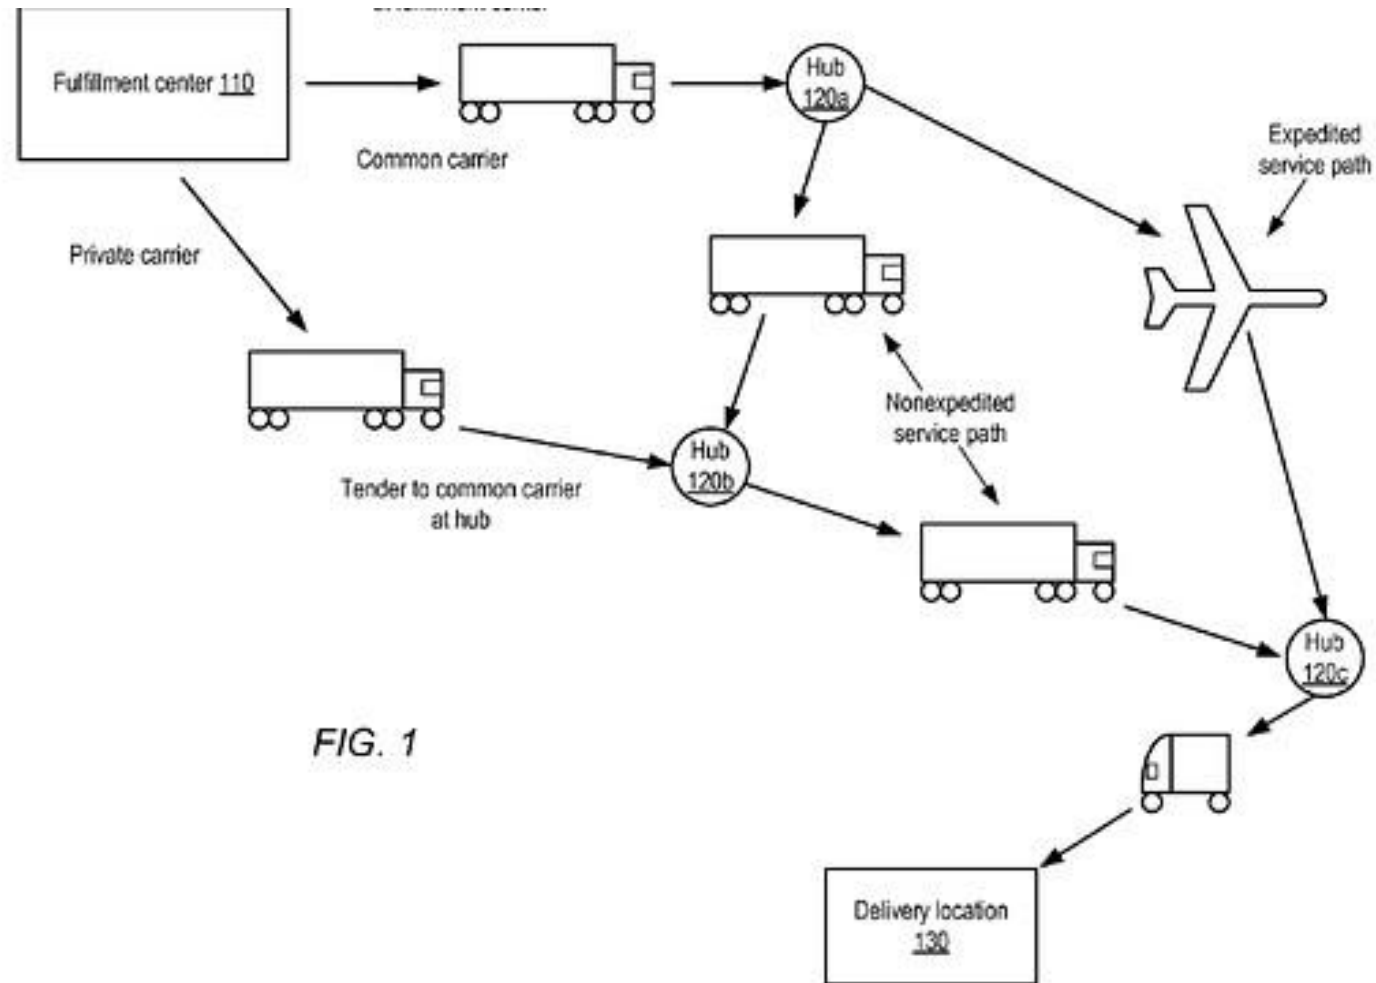 Fulfillment center 110
Common carrier
Hub
120a
Expedited
service path
Private carrier
Nonexpedited
service path
Hub
120b
Tender to common carrier
at hub
Hub
120c
FIG. 1
Delivery location
130